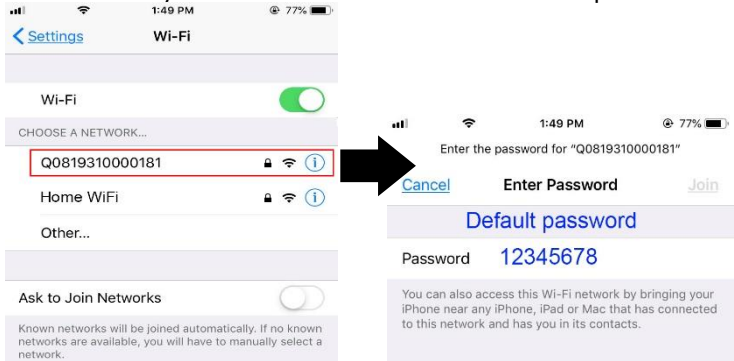 1:49 PM
77%
Settings
Wi-Fi
Wi-Fi
CHOOSE A NETWORK...
Q0819310000181
Home WiFi
Other...
Ask to Join Networks
Known networks will be joined automatically. If no known
networks are available, you will have to manually select a
network.
1:49 PM
77%
Enter the password for “Q0819310000181”
Cancel
Enter Password
Join
Default password
Password 12345678
You can also access this Wi-Fi network by bringing your
iPhone near any iPhone, iPad or Mac that has connected
to this network and has you in its contacts.